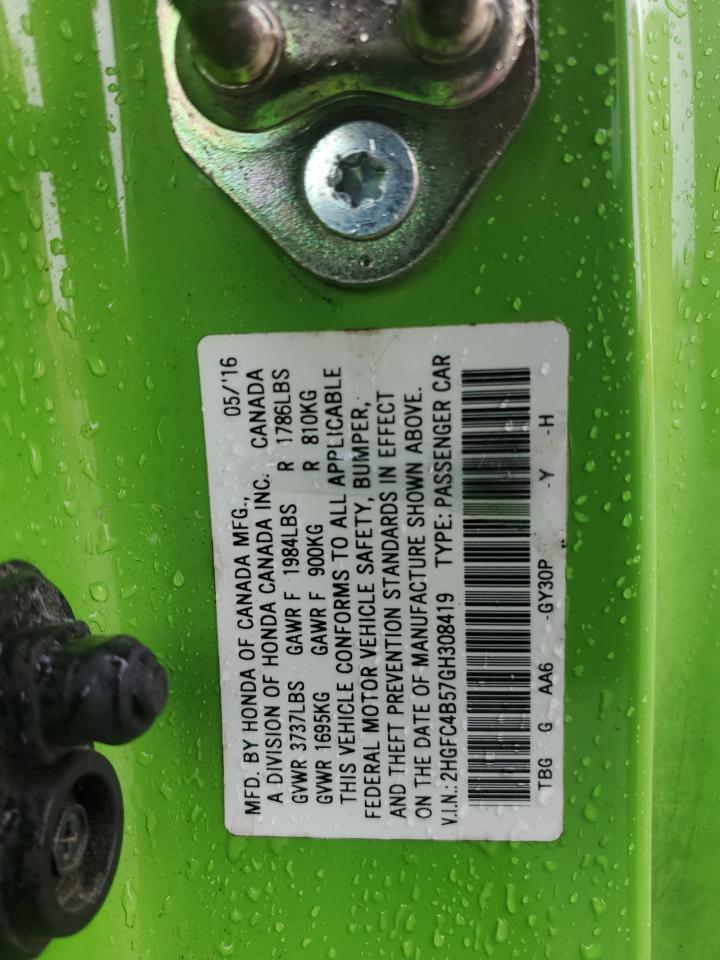 MFD. BY HONDA OF CANADA MFG., 05/'16
A DIVISION OF HONDA CANADA INC. CANADA
GVWR 3737LBS GAWR F 1984LBS R 1786LBS
GVWR 1695KG GAWR F 900KG R 810KG
THIS VEHICLE CONFORMS TO ALL APPLICABLE
FEDERAL MOTOR VEHICLE SAFETY, BUMPER,
AND THEFT PREVENTION STANDARDS IN EFFECT
ON THE DATE OF MANUFACTURE SHOWN ABOVE.
V.I.N.: 2HGFC4B57GH308419 TYPE: PASSENGER CAR
TBG G AA6 -GY30P -Y -H